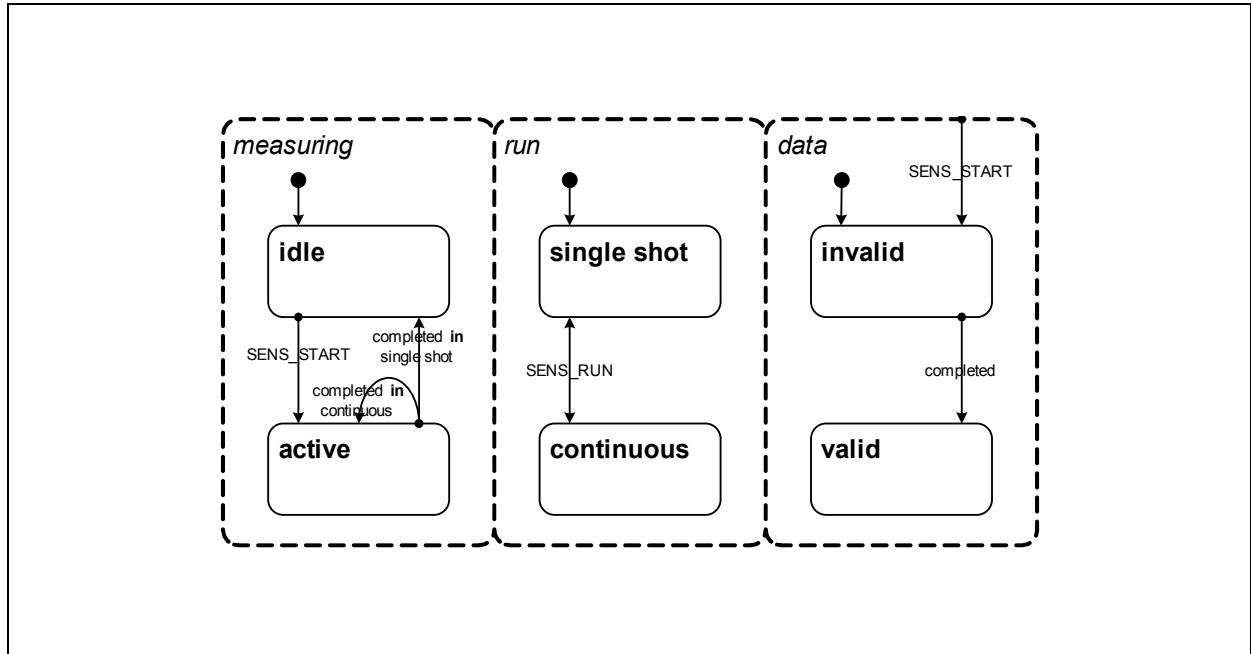 measuring
run
data
SENS_START
idle
single shot
invalid
completed in
single shot
SENS_START
SENS_RUN
completed
completed in
continuous
active
continuous
valid